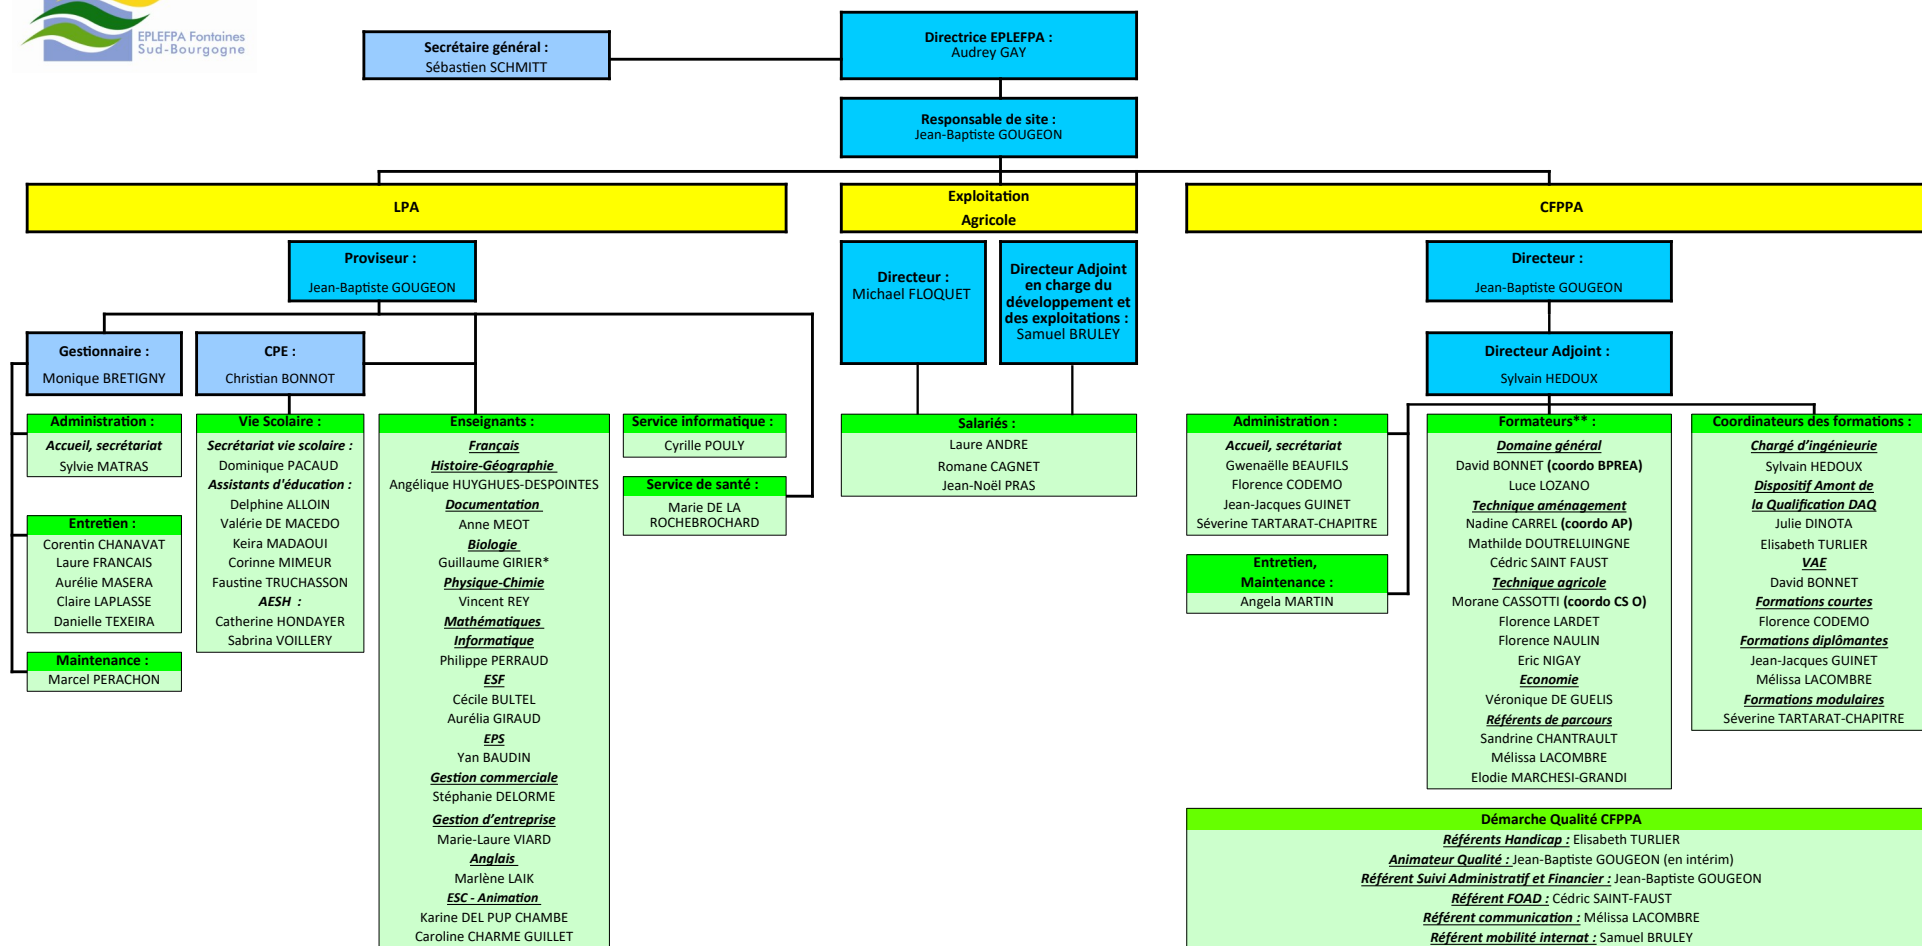 EPLEFPA Fontaines
Sud-Bourgogne
Secrétaire général :
Sébastien SCHMITT
Directrice EPLEFPA :
Audrey GAY
Responsable de site :
Jean-Baptiste GOUGEON
LPA
Exploitation
Agricole
CFPPA
Proviseur :
Jean-Baptiste GOUGEON
Directeur :
Michael FLOQUET
Directeur Adjoint
en charge du
développement et
des exploitations :
Samuel BRULEY
Directeur :
Jean-Baptiste GOUGEON
Gestionnaire :
Monique BRETIGNY
CPE :
Christian BONNOT
Directeur Adjoint :
Sylvain HEDOUX
Administration :
Accueil, secrétariat
Sylvie MATRAS
Entretien :
Corentin CHANAVAT
Laure FRANCAIS
Aurélie MASERA
Claire LAPLASSE
Danielle TEXEIRA
Maintenance :
Marcel PERACHON
Vie Scolaire :
Secrétariat vie scolaire :
Dominique PACAUD
Assistants d'éducation :
Delphine ALLOIN
Valérie DE MACEDO
Keira MADAOUI
Corinne MIMEUR
Faustine TRUCHASSON
AESH :
Catherine HONDAYER
Sabrina VOILLERY
Enseignants :
Français
Histoire-Géographie
Angélique HUYGHUES-DESPOINTES
Documentation
Anne MEOT
Biologie
Guillaume GIRIER*
Physique-Chimie
Vincent REY
Mathématiques
Informatique
Philippe PERRAUD
ESF
Cécile BULTEL
Aurélia GIRAUD
EPS
Yan BAUDIN
Gestion commerciale
Stéphanie DELORME
Gestion d'entreprise
Marie-Laure VIARD
Anglais
Marlène LAIK
ESC - Animation
Karine DEL PUP CHAMBE
Caroline CHARME GUILLET
Service informatique :
Cyrille POULY
Service de santé :
Marie DE LA
ROCHEBROCHARD
Salariés :
Laure ANDRE
Romane CAGNET
Jean-Noël PRAS
Administration :
Accueil, secrétariat
Gwenaëlle BEAUFILS
Florence CODEMO
Jean-Jacques GUINET
Séverine TARTARAT-CHAPITRE
Entretien,
Maintenance :
Angela MARTIN
Formateurs** :
Domaine général
David BONNET (coordo BPREA)
Luce LOZANO
Technique aménagement
Nadine CARREL (coordo AP)
Mathilde DOUTRELUINGNE
Cédric SAINT FAUST
Technique agricole
Morane CASSOTTI (coordo CS O)
Florence LARDET
Florence NAULIN
Eric NIGAY
Economie
Véronique DE GUELIS
Référents de parcours
Sandrine CHANTRAULT
Mélissa LACOMBRE
Elodie MARCHESI-GRANDI
Coordinateurs des formations :
Chargé d'ingénieurie
Sylvain HEDOUX
Dispositif Amont de
la Qualification DAQ
Julie DINOTA
Elisabeth TURLIER
VAE
David BONNET
Formations courtes
Florence CODEMO
Formations diplômantes
Jean-Jacques GUINET
Mélissa LACOMBRE
Formations modulaires
Séverine TARTARAT-CHAPITRE
Démarche Qualité CFPPA
Référents Handicap : Elisabeth TURLIER
Animateur Qualité : Jean-Baptiste GOUGEON (en intérim)
Référent Suivi Administratif et Financier : Jean-Baptiste GOUGEON
Référent FOAD : Cédric SAINT-FAUST
Référent communication : Mélissa LACOMBRE
Référent mobilité internat : Samuel BRULEY